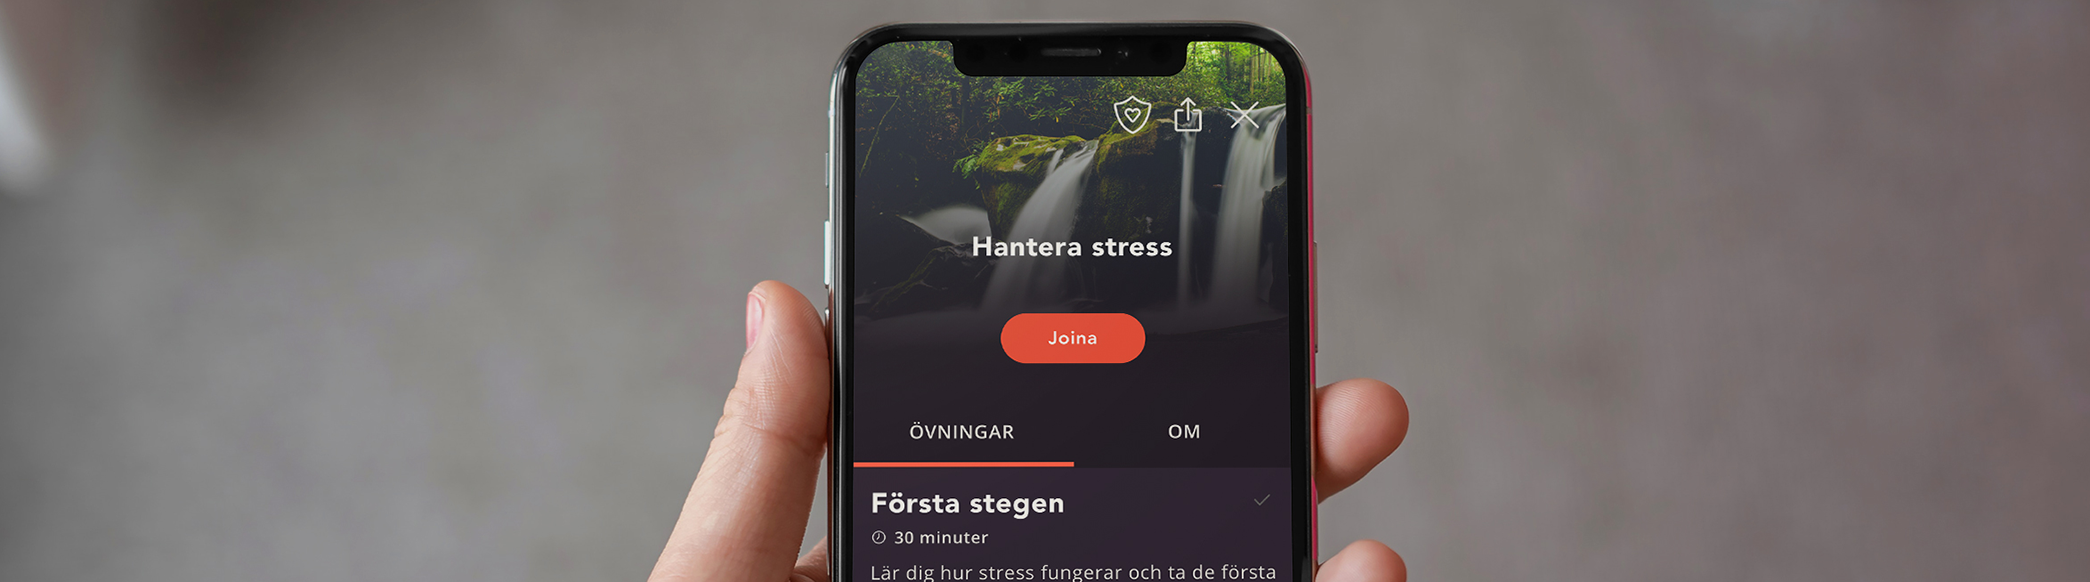 Hantera stress
Joina
ÖVNINGAR
OM
Första stegen
30 minuter
Lär dig hur stress fungerar och ta de första